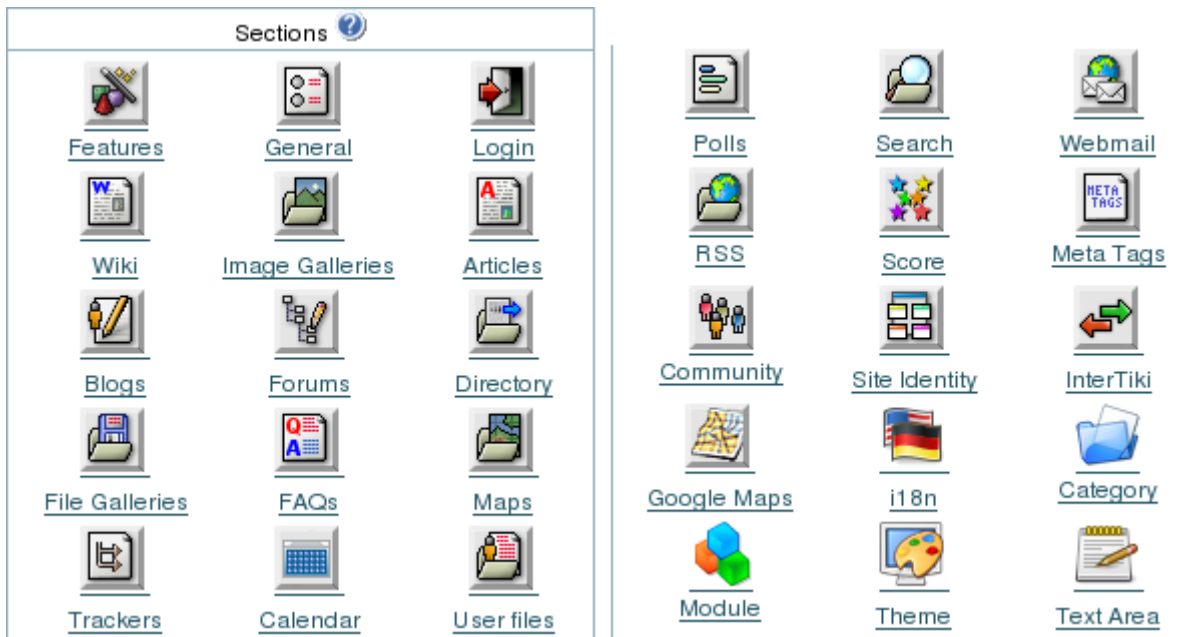 Sections ?
Features General Login
W
A
Wiki Image Galleries Articles
Blogs Forums Directory
Q
A
File Galleries FAQs Maps
Trackers Calendar User files
Polls Search Webmail
META
TAGS
RSS Score Meta Tags
Community Site Identity InterTiki
Google Maps i18n Category
Module Theme Text Area